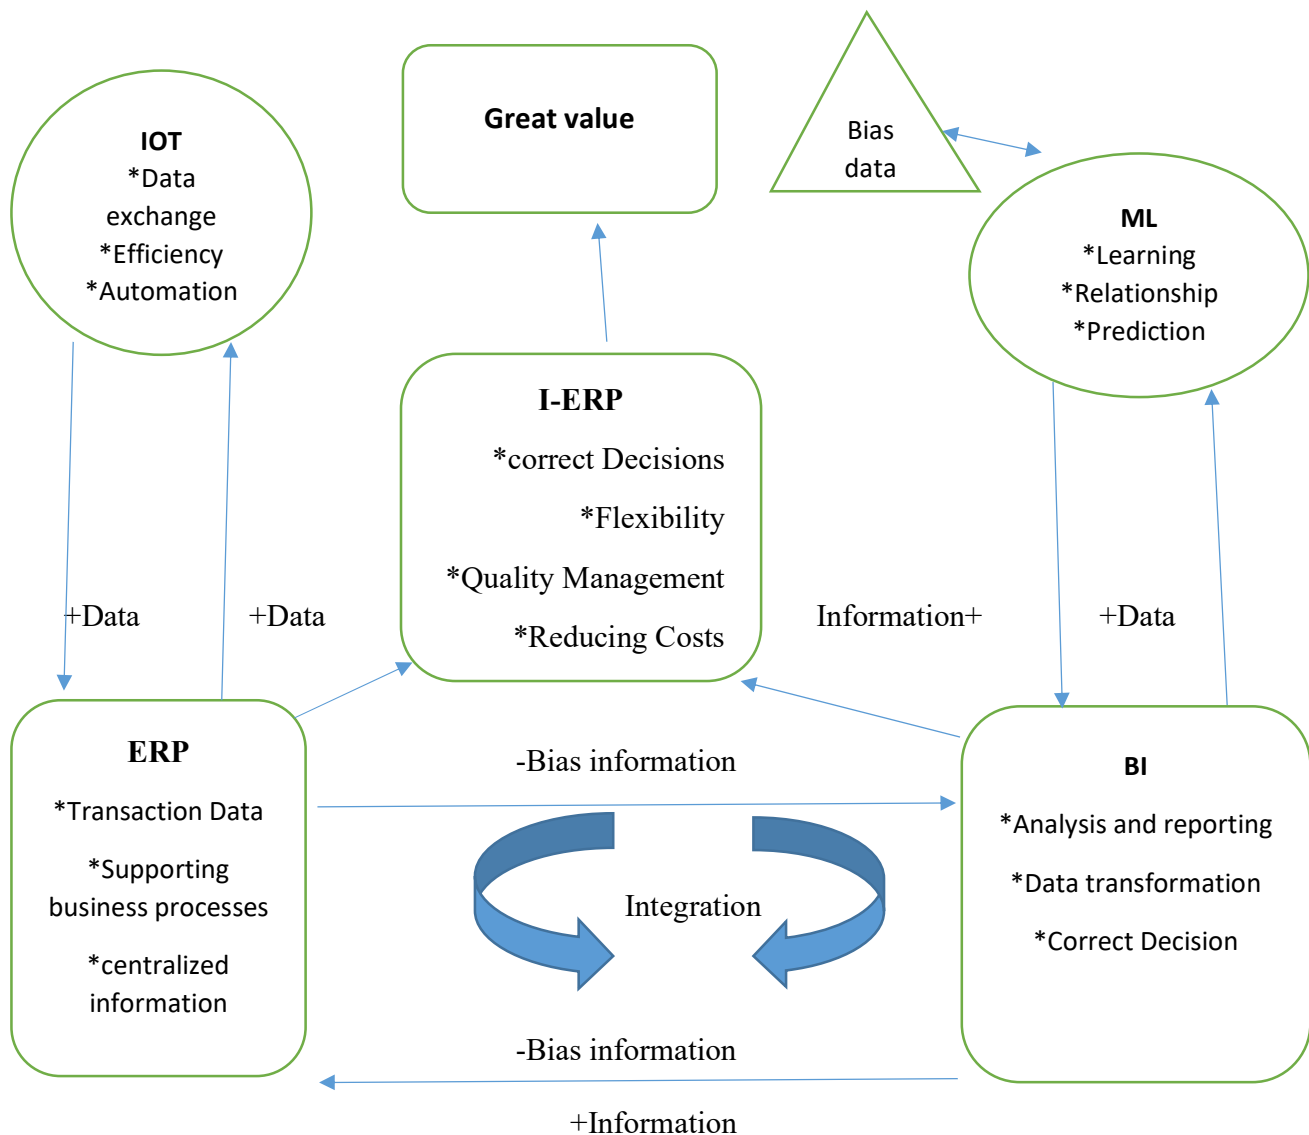 IOT
*Data
exchange
*Efficiency
*Automation
Great value
Bias
data
ML
*Learning
*Relationship
*Prediction
I-ERP
*correct Decisions
*Flexibility
*Quality Management
*Reducing Costs
+Data
+Data
Information+
+Data
ERP
*Transaction Data
*Supporting
business processes
*centralized
information
-Bias information
Integration
BI
*Analysis and reporting
*Data transformation
*Correct Decision
-Bias information
+Information